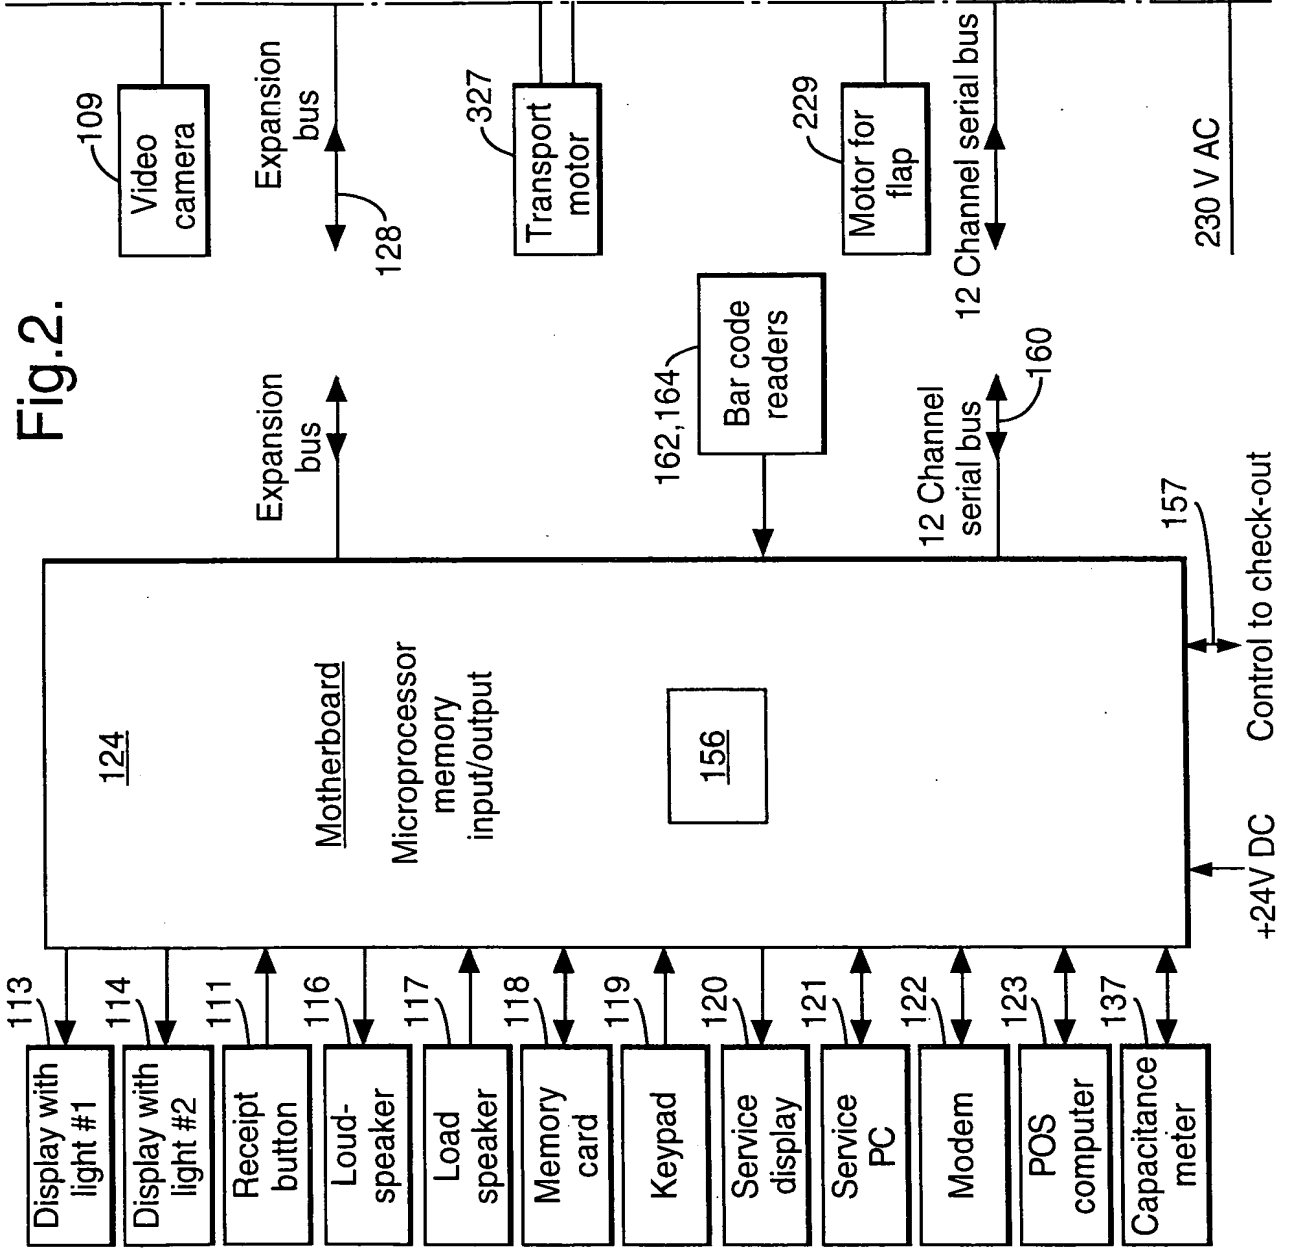 Fig.2.
113
Display with
light #1
114
Display with
light #2
111
Receipt
button
116
Loud-
speaker
117
Load
speaker
118
Memory
card
119
Keypad
120
Service
display
121
Service
PC
122
Modem
123
POS
computer
137
Capacitance
meter
124
Motherboard
Microprocessor
memory
input/output
156
+24V DC
Control to check-out
157
Expansion
bus
162,164
Bar code
readers
12 Channel
serial bus
160
109
Video
camera
Expansion
bus
128
327
Transport
motor
229
Motor for
flap
12 Channel serial bus
230 V AC